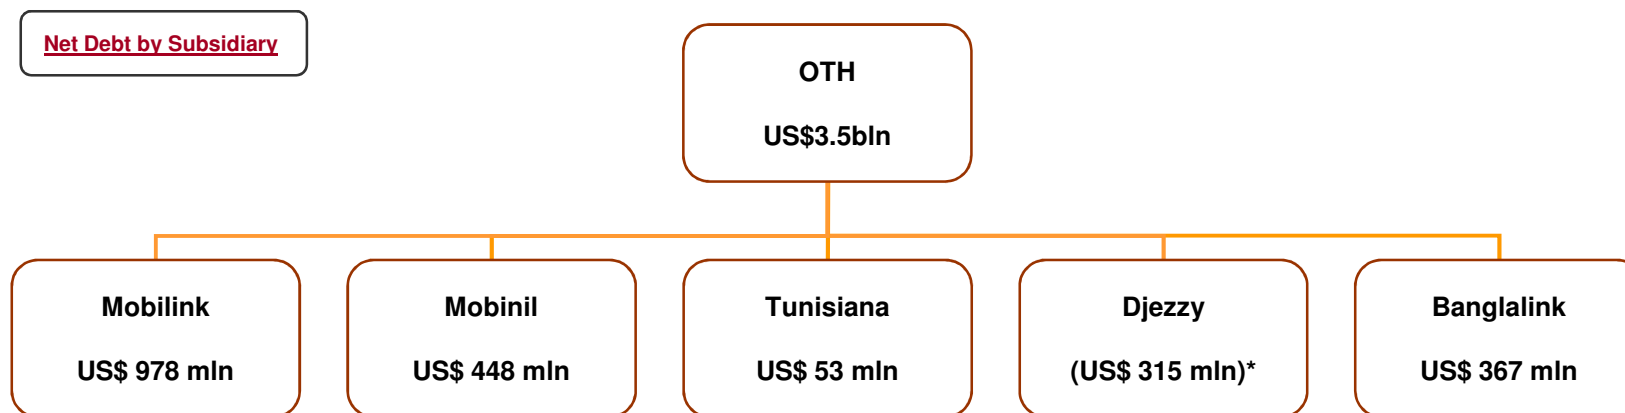 Net Debt by Subsidiary
OTH
US$3.5bln
Mobilink
US$ 978 mln
Mobinil
US$ 448 mln
Tunisiana
US$ 53 mln
Djezzy
(US$ 315 mln)*
Banglalink
US$ 367 mln